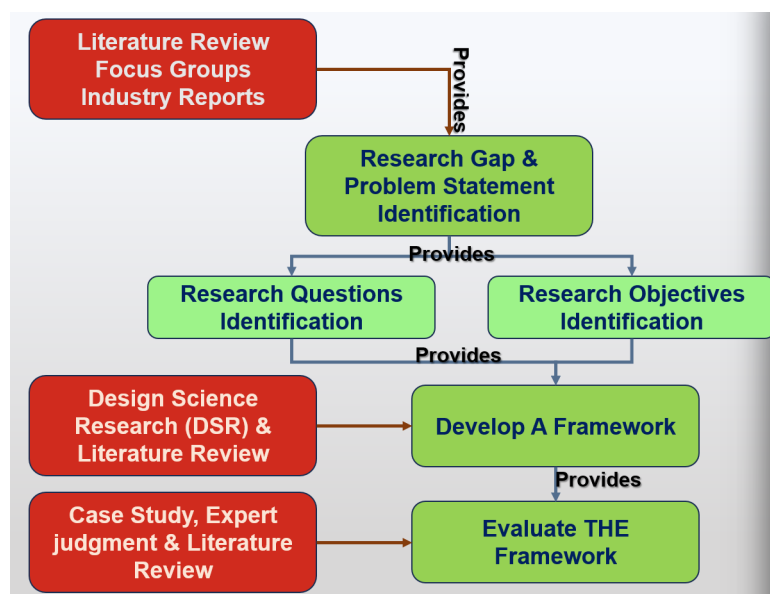 Literature Review
Focus Groups
Industry Reports
Provides
Research Gap &
Problem Statement
Identification
Provides
Research Questions
Identification
Research Objectives
Identification
Provides
Design Science
Research (DSR) &
Literature Review
Develop A Framework
Provides
Case Study, Expert
judgment & Literature
Review
Evaluate THE
Framework